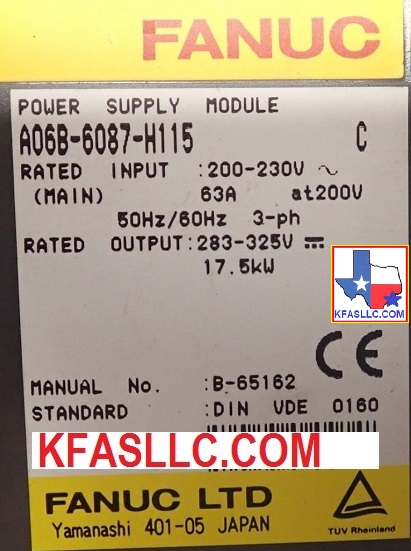 FANUC
POWER SUPPLY MODULE
A06B-6087-H115 C
RATED INPUT :200-230V ~
(MAIN) 63A at200V
50Hz/60Hz 3-ph
RATED OUTPUT:283-325V ⎓
17.5kW
KFASLLC.COM
CE
MANUAL No. :B-65162
STANDARD :DIN VDE 0160
KFASLLC.COM
FANUC LTD
Yamanashi 401-05 JAPAN
TUV Rheinland